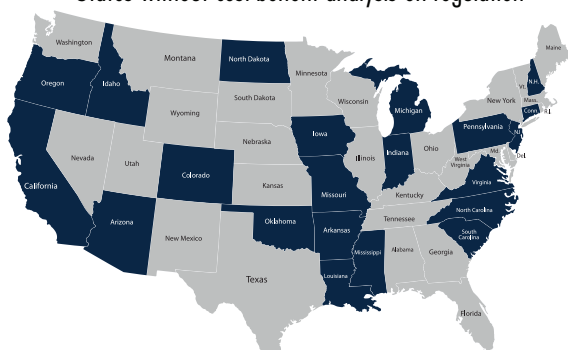 States without cost-benefit analysis on regulation
Washington
Montana
North Dakota
Minnesota
Maine
Oregon
Idaho
South Dakota
Wisconsin
Michigan
Vt.
N.H.
New York
Mass.
Conn.
R.I.
Wyoming
Nebraska
Iowa
Illinois
Indiana
Ohio
Pennsylvania
NJ
Nevada
Utah
Colorado
Kansas
Missouri
Kentucky
West
Virginia
Md.
Del.
Virginia
California
Arizona
New Mexico
Oklahoma
Arkansas
Tennessee
North Carolina
South
Carolina
Texas
Louisiana
Mississippi
Alabama
Georgia
Florida